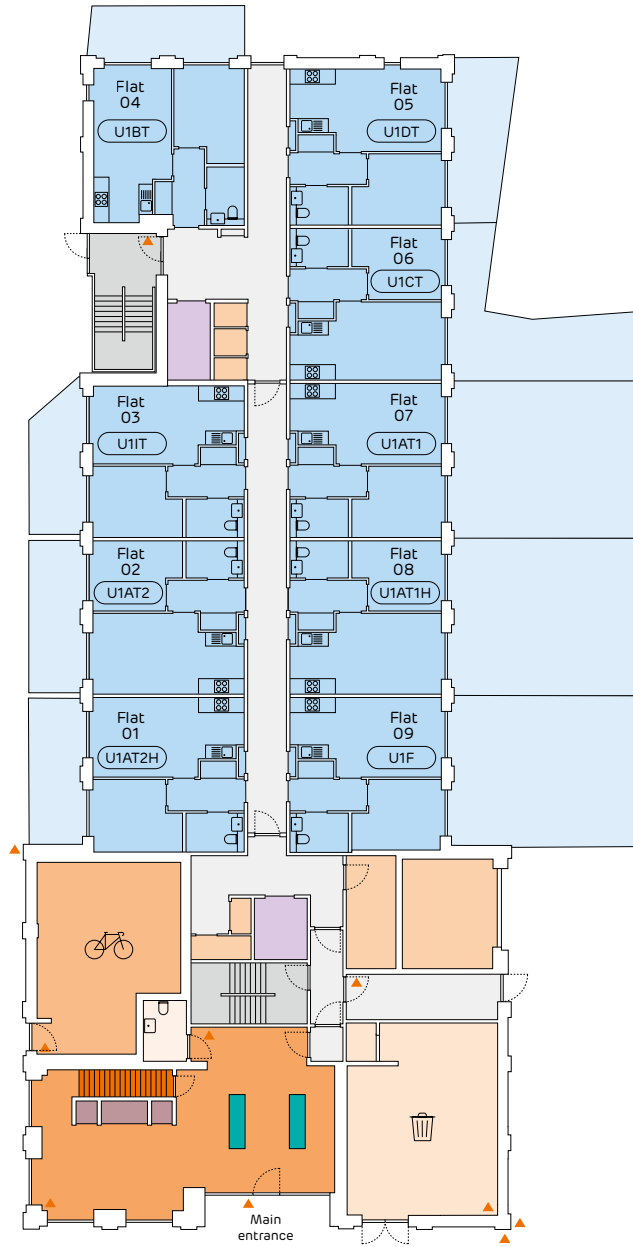 Flat
04
U1BT
Flat
05
U1DT
Flat
06
U1CT
Flat
03
U1IT
Flat
07
U1AT1
Flat
02
U1AT2
Flat
08
U1AT1H
Flat
01
U1AT2H
Flat
09
U1F
Main
entrance